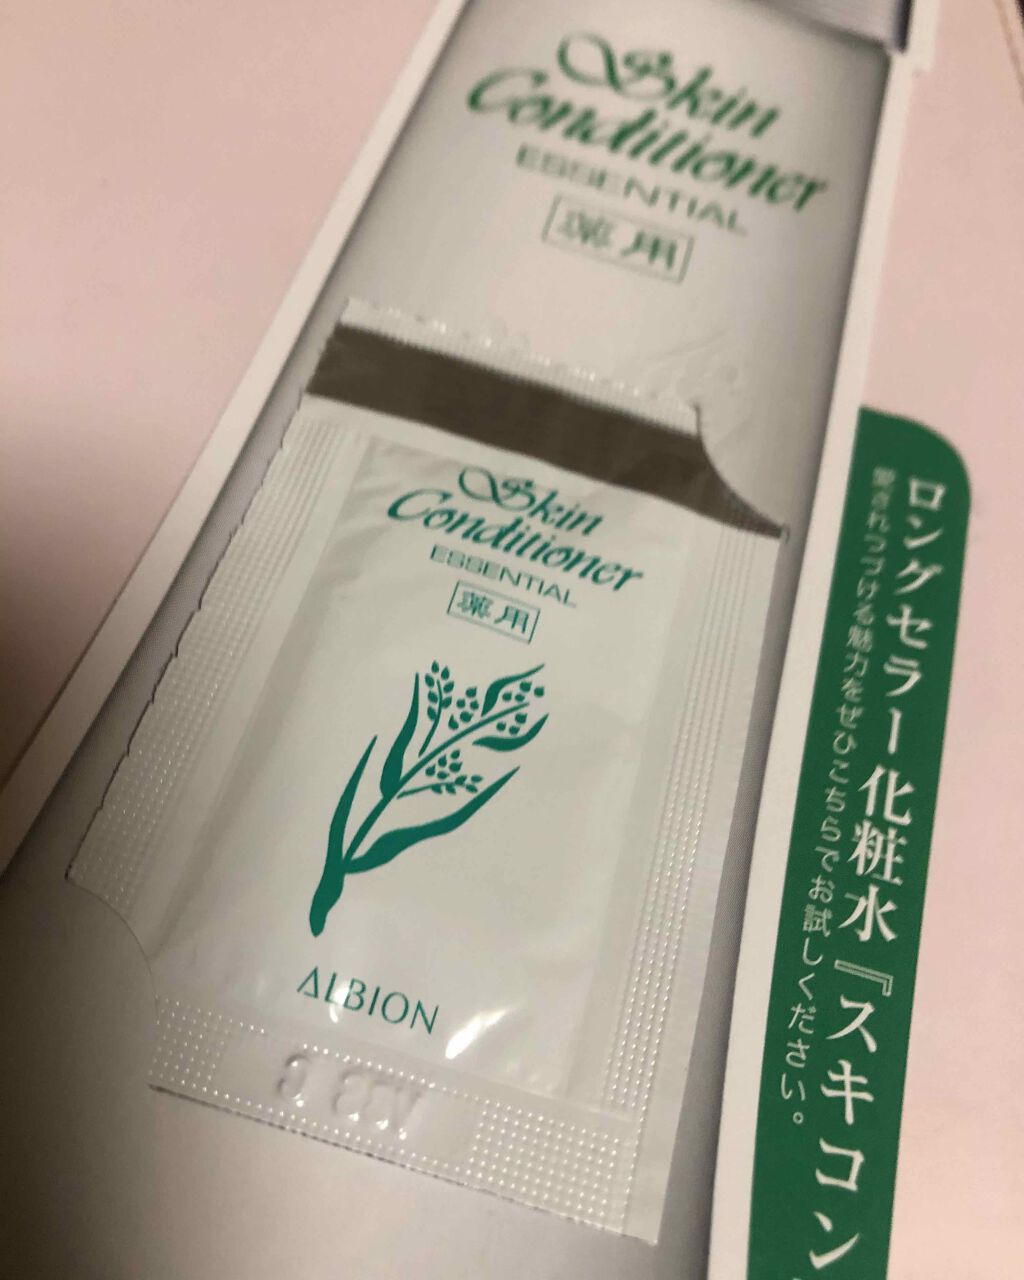 Skin
Conditioner
ESSENTIAL
薬用
Skin
Conditioner
ESSENTIAL
薬用
ALBION
ロングセラー化粧水『スキコン
愛されつづける魅力をぜひこちらでお試しください。